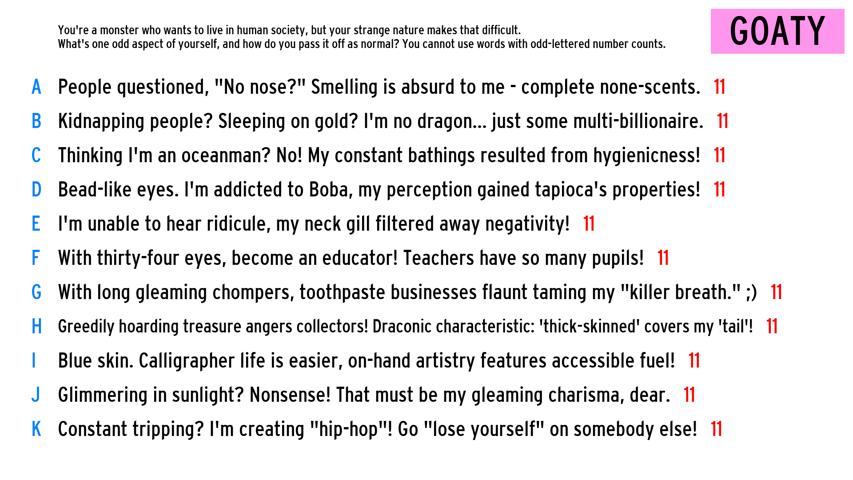 You're a monster who wants to live in human society, but your strange nature makes that difficult.
What's one odd aspect of yourself, and how do you pass it off as normal? You cannot use words with odd-lettered number counts.
GOATY
A People questioned, "No nose?" Smelling is absurd to me - complete none-scents. 11
B Kidnapping people? Sleeping on gold? I'm no dragon... just some multi-billionaire. 11
C Thinking I'm an oceanman? No! My constant bathings resulted from hygienicness! 11
D Bead-like eyes. I'm addicted to Boba, my perception gained tapioca's properties! 11
E I'm unable to hear ridicule, my neck gill filtered away negativity! 11
F With thirty-four eyes, become an educator! Teachers have so many pupils! 11
G With long gleaming chompers, toothpaste businesses flaunt taming my "killer breath." ;) 11
H Greedily hoarding treasure angers collectors! Draconic characteristic: 'thick-skinned' covers my 'tail'! 11
I Blue skin. Calligrapher life is easier, on-hand artistry features accessible fuel! 11
J Glimmering in sunlight? Nonsense! That must be my gleaming charisma, dear. 11
K Constant tripping? I'm creating "hip-hop"! Go "lose yourself" on somebody else! 11